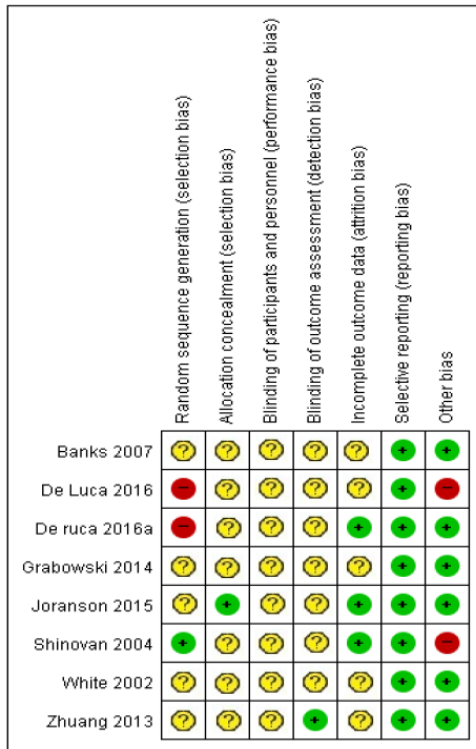 Random sequence generation (selection bias)
Allocation concealment (selection bias)
Blinding of participants and personnel (performance bias)
Blinding of outcome assessment (detection bias)
Incomplete outcome data (attrition bias)
Selective reporting (reporting bias)
Other bias
Banks 2007 ? ? ? ? ? + +
De Luca 2016 - ? ? ? ? + -
De ruca 2016a - ? ? ? + + +
Grabowski 2014 ? ? ? ? ? + +
Joranson 2015 ? + ? ? + + +
Shinovan 2004 + ? ? ? + + -
White 2002 ? ? ? ? ? + +
Zhuang 2013 ? ? ? + ? + +